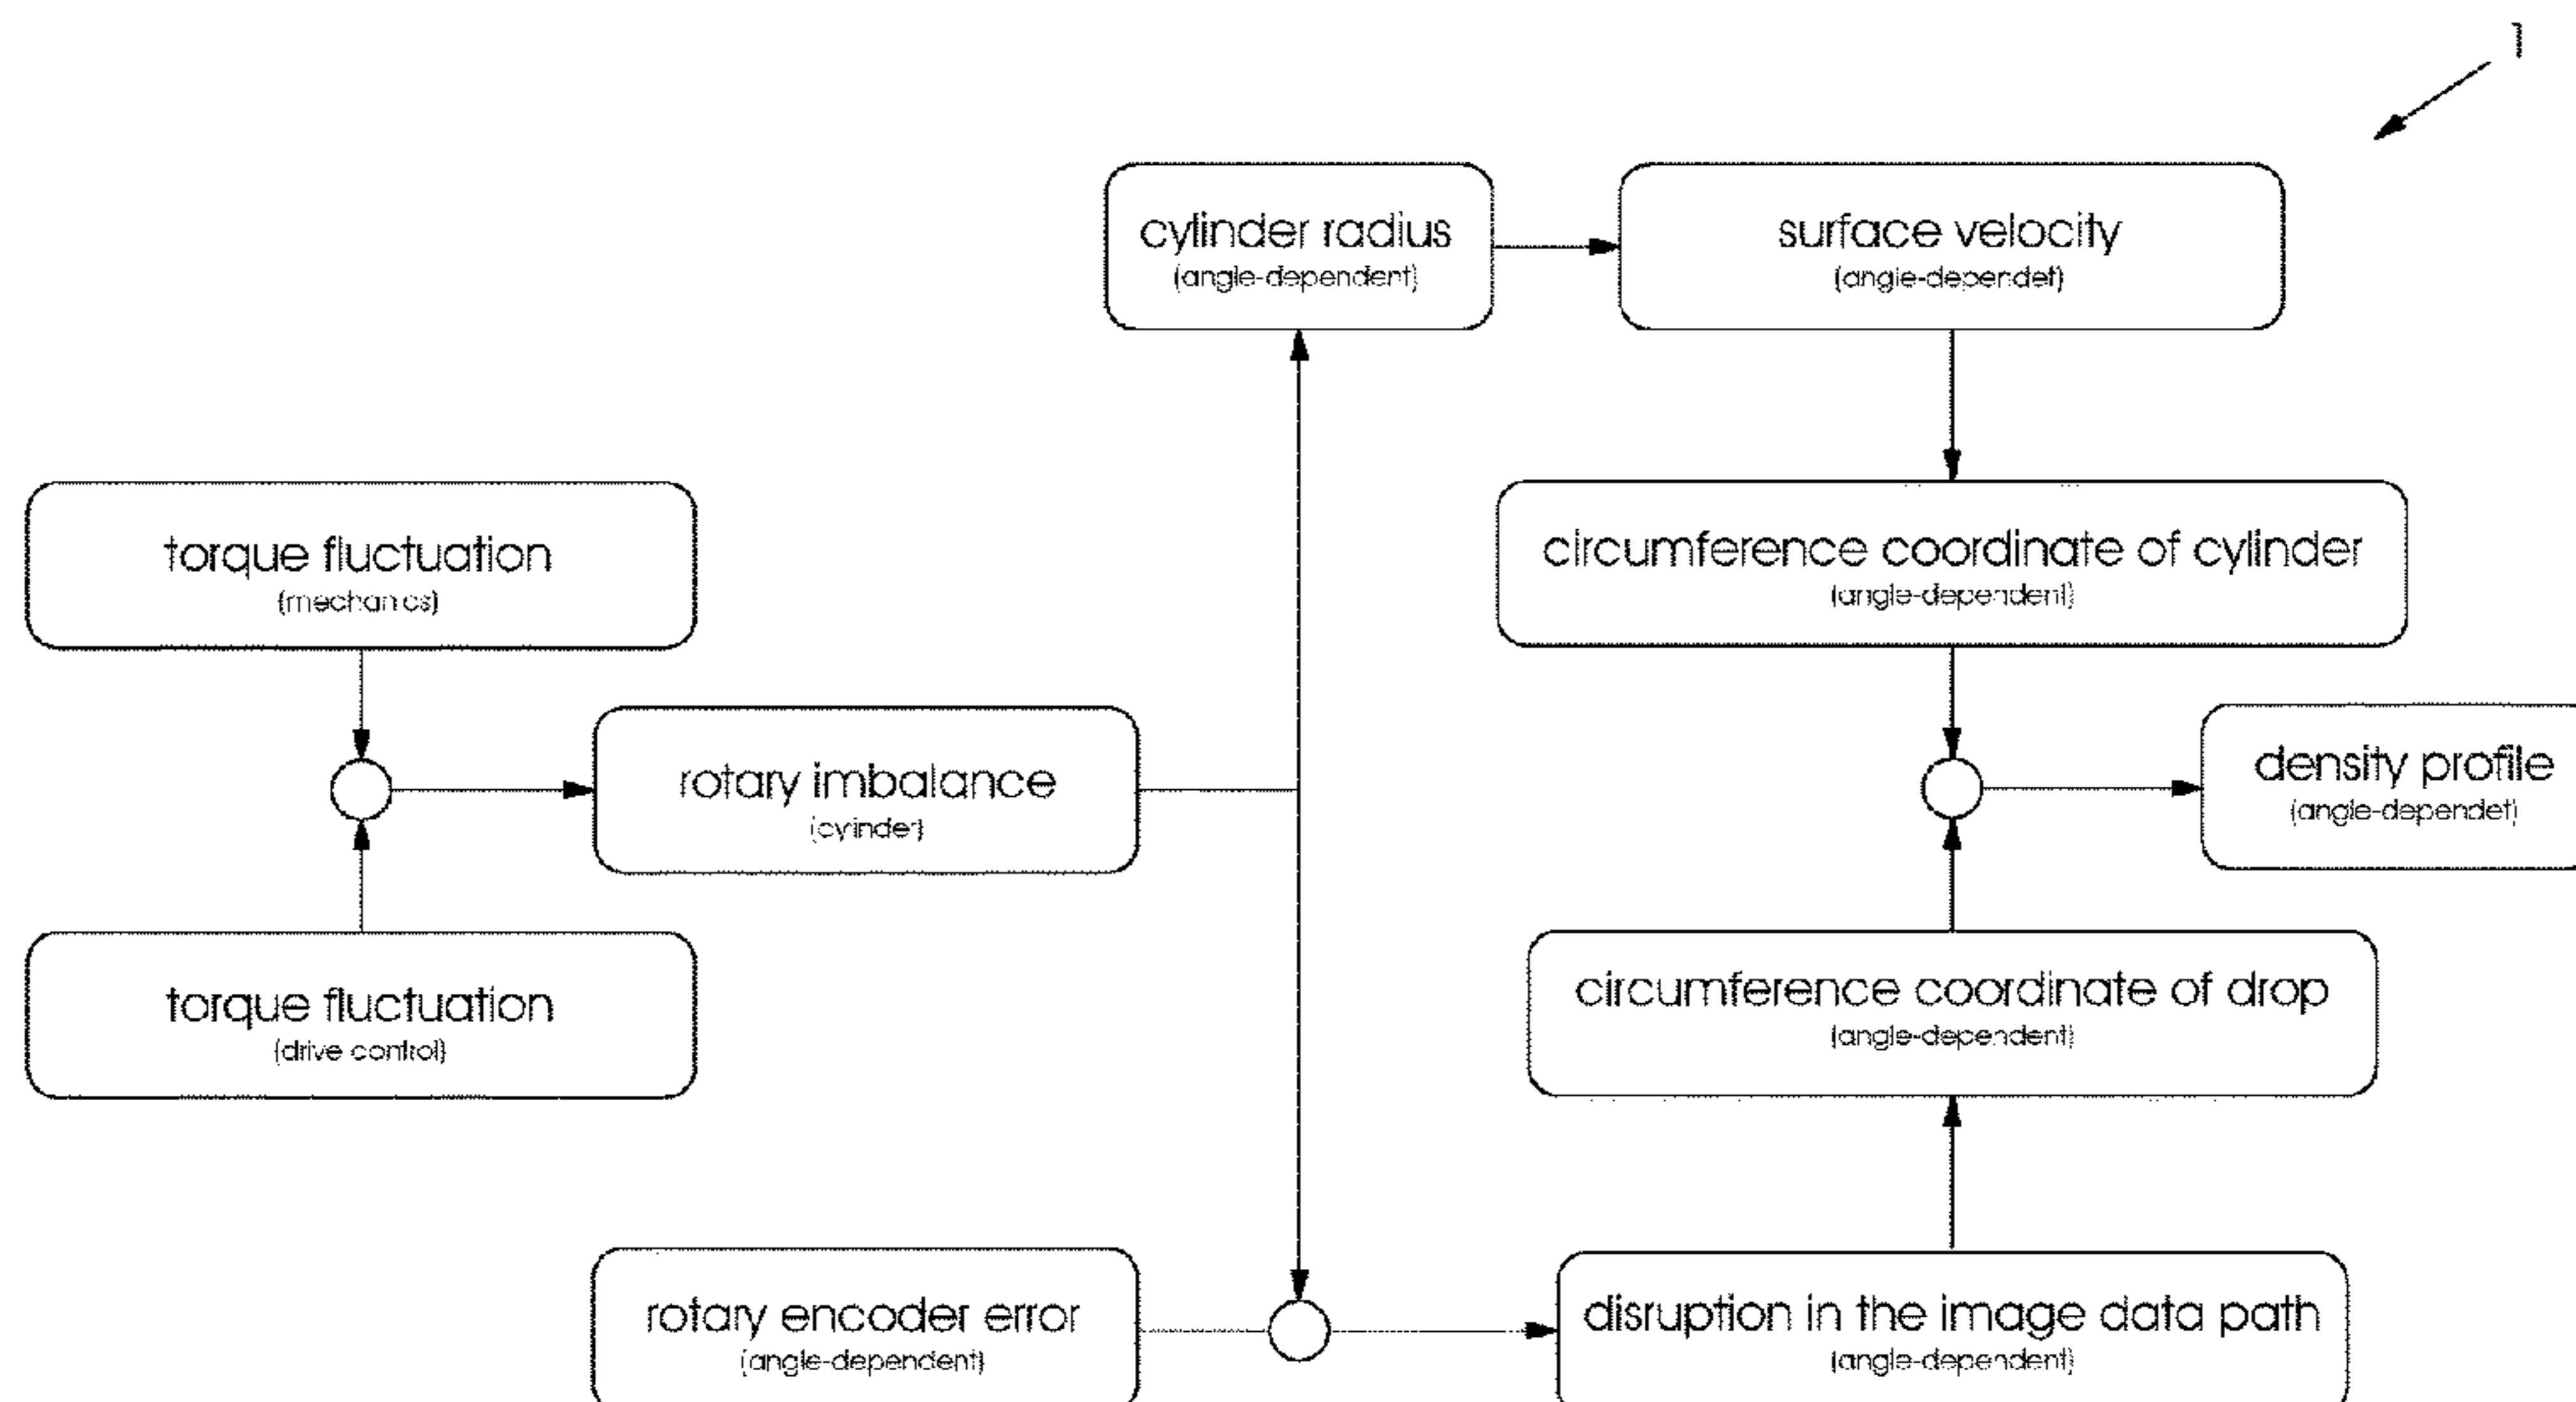 1
cylinder radius
(angle-dependent)
surface velocity
(angle-dependet)
torque fluctuation
(mechanics)
circumference coordinate of cylinder
(angle-dependent)
rotary imbalance
(cylinder)
density profile
(angle-dependet)
torque fluctuation
(drive control)
circumference coordinate of drop
(angle-dependent)
rotary encoder error
(angle-dependent)
disruption in the image data path
(angle-dependent)